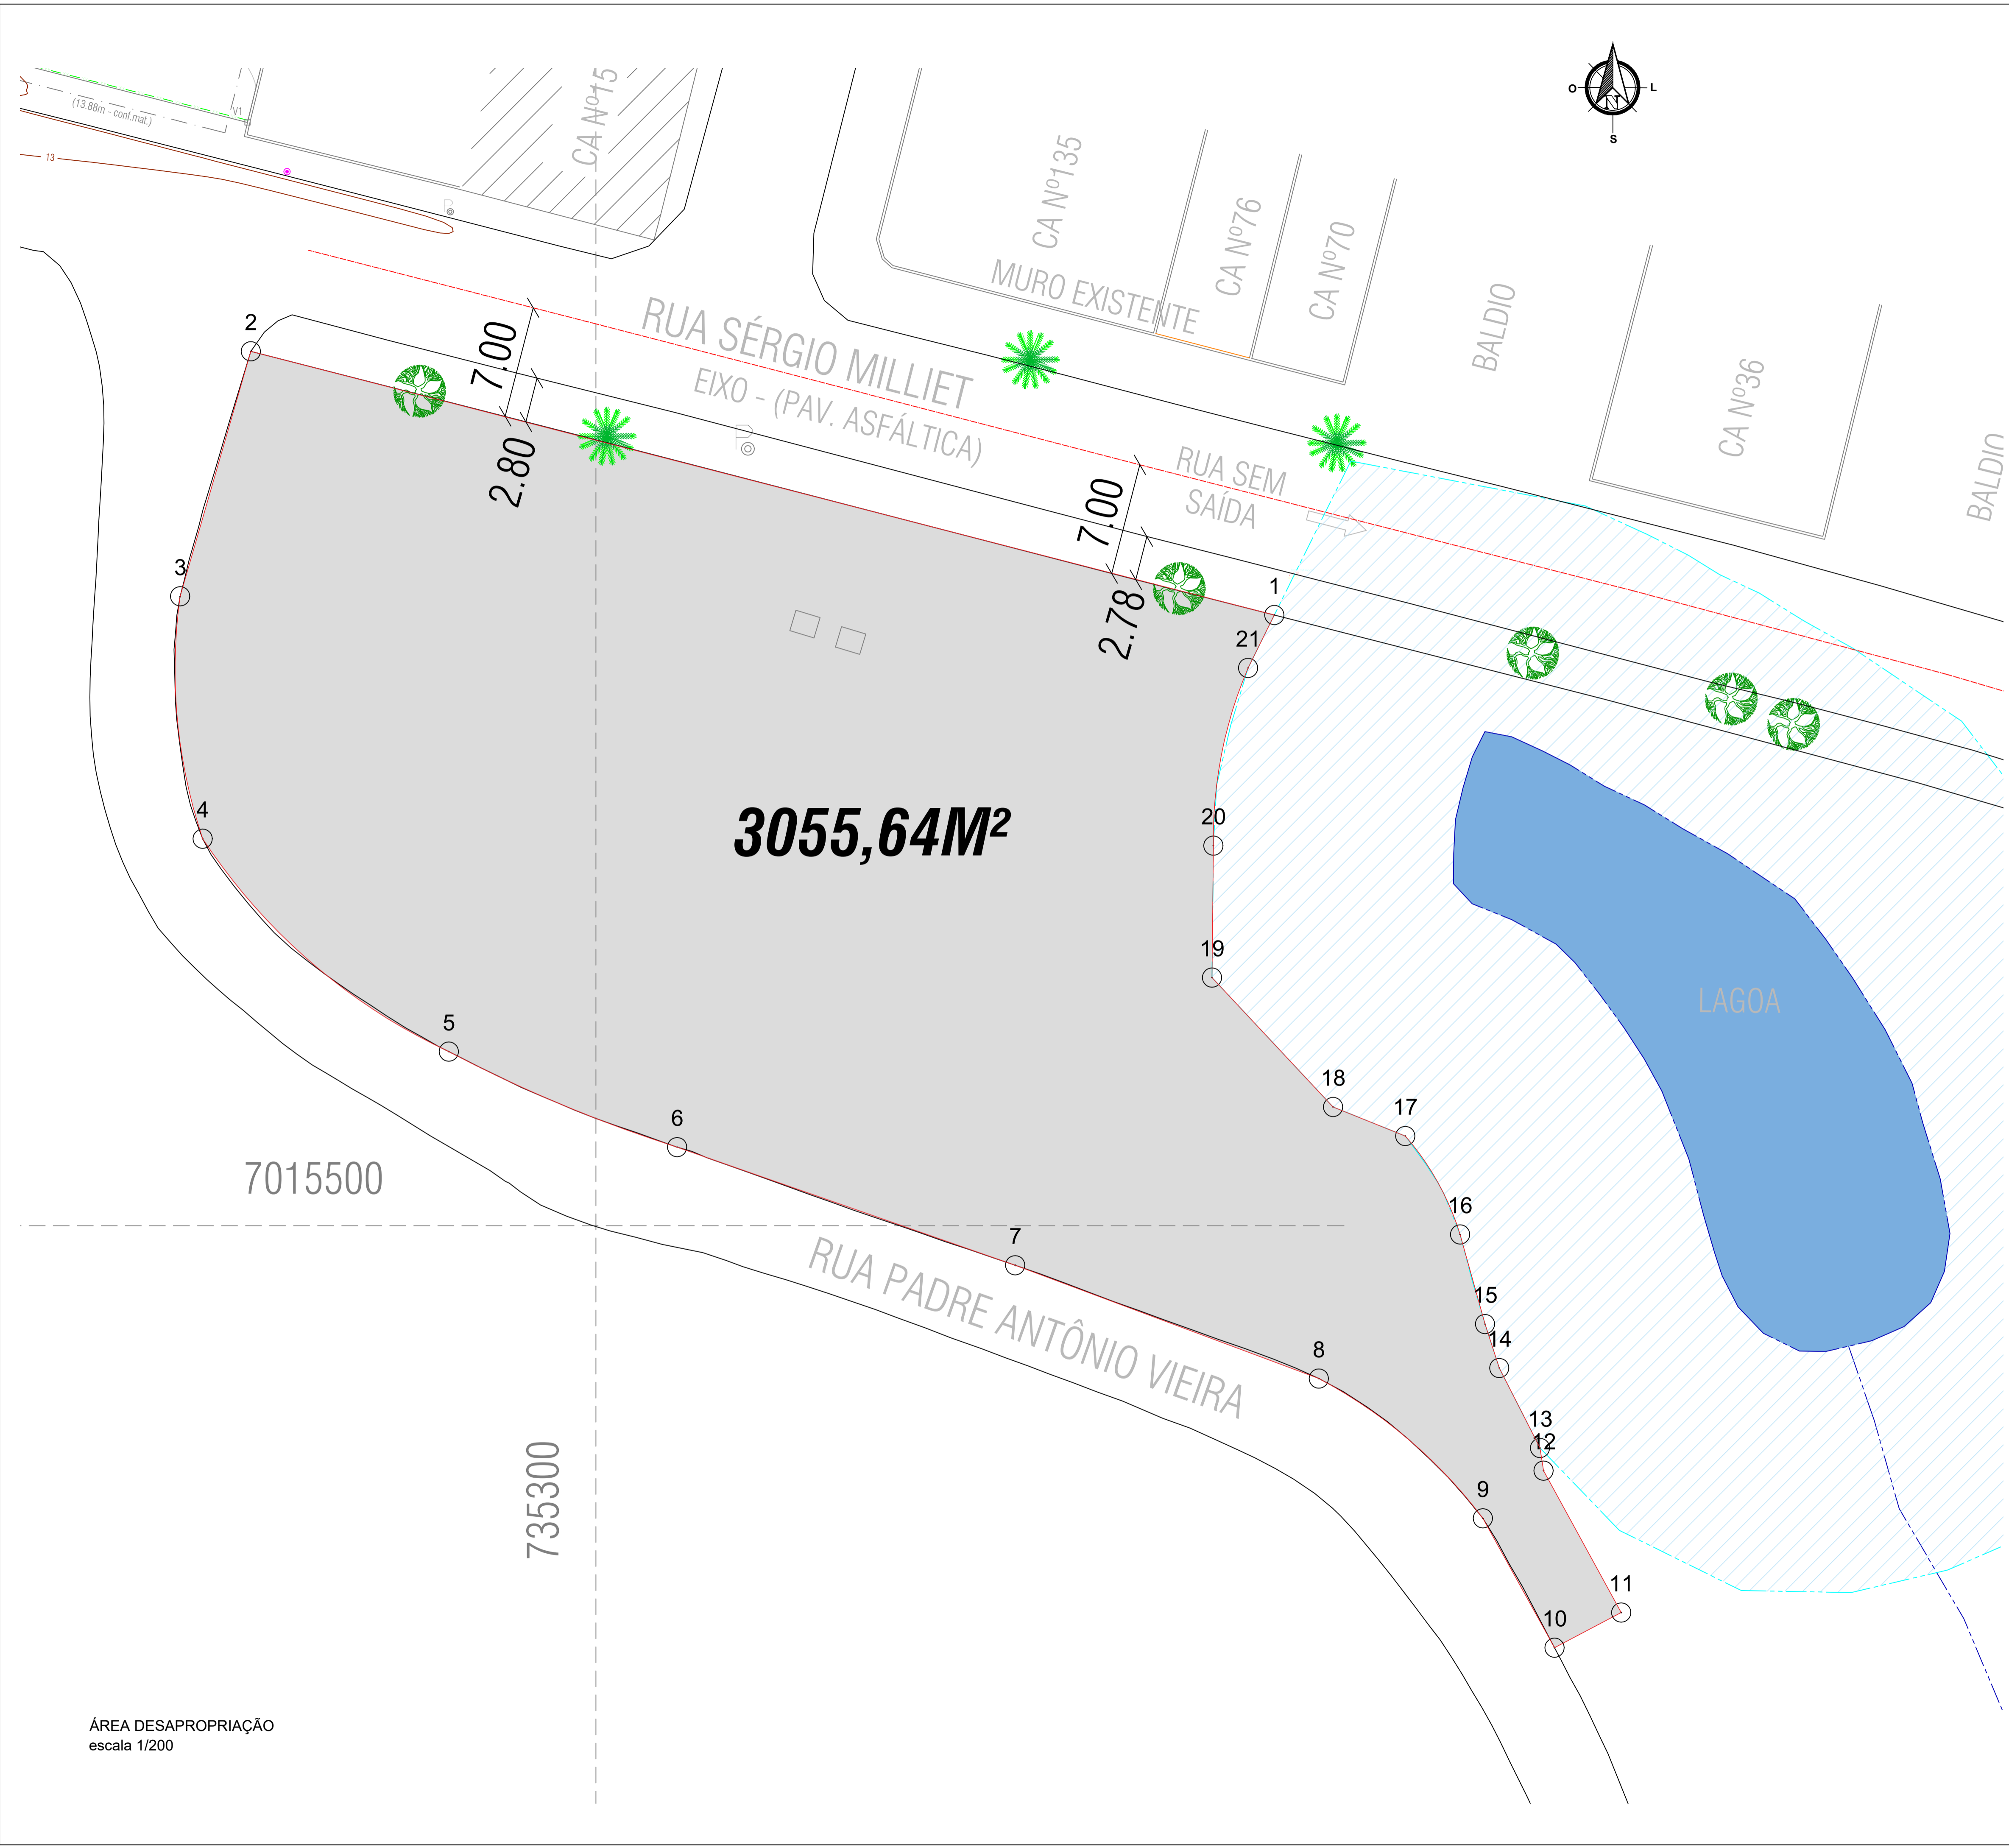 O
L
N
S
(13.88m - conf.mat.)
V1
13
P
CA Nº15
CA Nº135
CA Nº76
CA Nº70
MURO EXISTENTE
BALDIO
CA Nº36
BALDIO
RUA SÉRGIO MILLIET
EIXO - (PAV. ASFÁLTICA)
P
RUA SEM
SAÍDA
7.00
2.80
7.00
2.78
2
3
1
21
4
20
3055,64M²
19
LAGOA
5
18
17
6
7015500
16
7
RUA PADRE ANTÔNIO VIEIRA
15
14
8
13
12
735300
9
11
10
ÁREA DESAPROPRIAÇÃO
escala 1/200